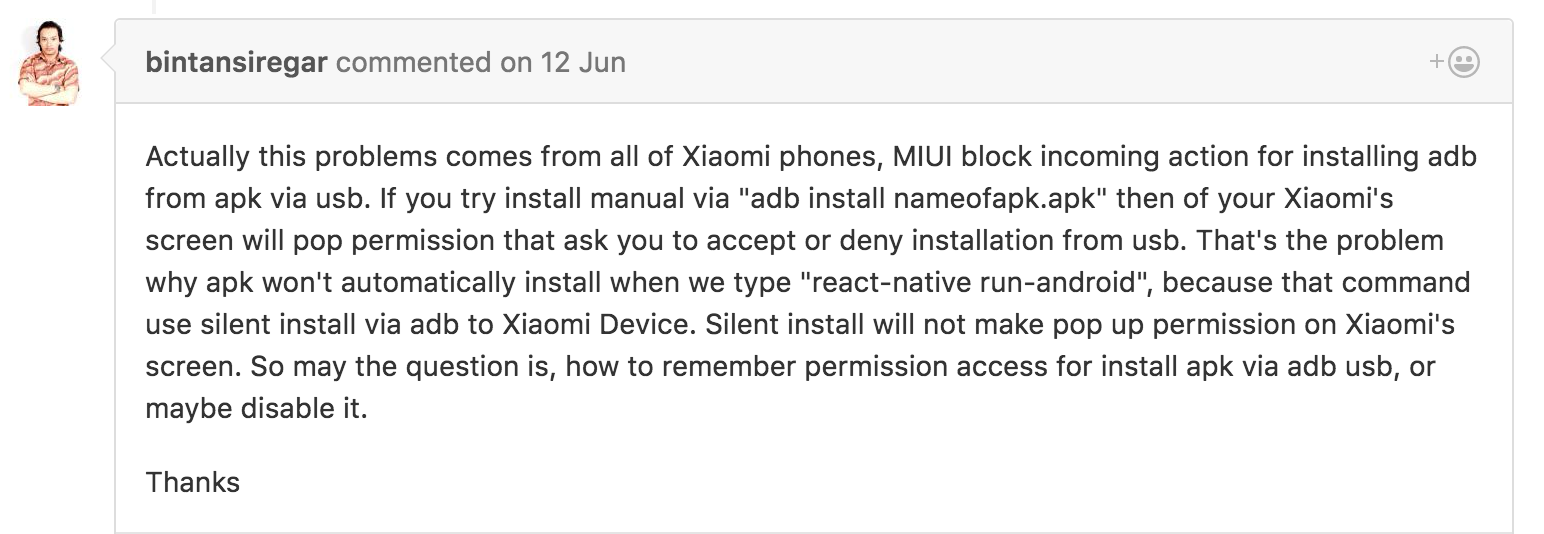 bintansiregar commented on 12 Jun
Actually this problems comes from all of Xiaomi phones, MIUI block incoming action for installing adb
from apk via usb. If you try install manual via "adb install nameofapk.apk" then of your Xiaomi's
screen will pop permission that ask you to accept or deny installation from usb. That's the problem
why apk won't automatically install when we type "react-native run-android", because that command
use silent install via adb to Xiaomi Device. Silent install will not make pop up permission on Xiaomi's
screen. So may the question is, how to remember permission access for install apk via adb usb, or
maybe disable it.
Thanks